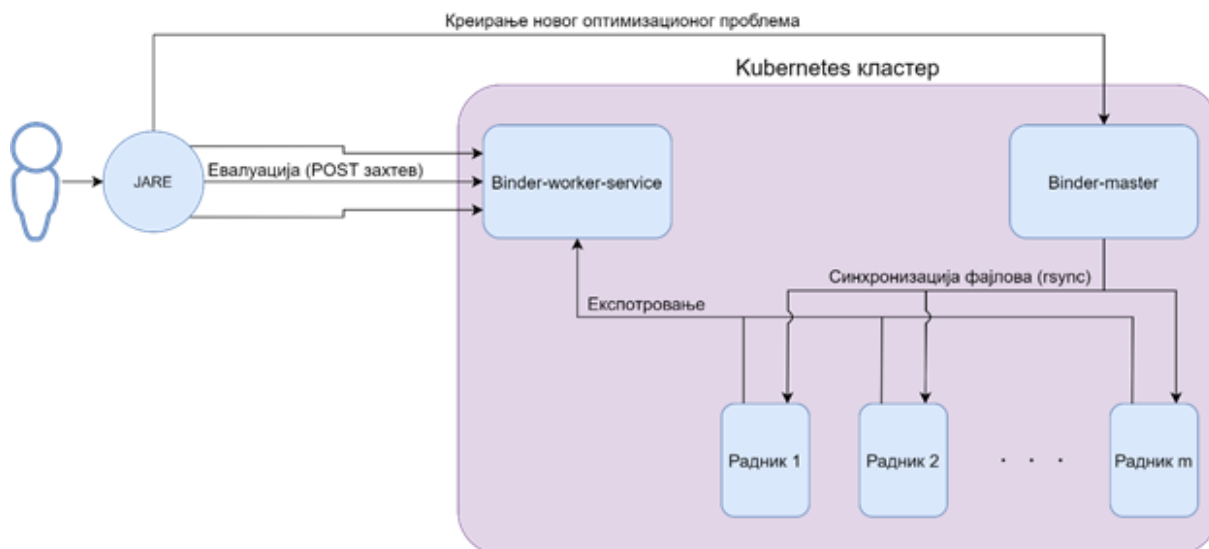 Креирање новог оптимизационог проблема
Kubernetes кластер
JARE
Евалуација (POST захтев)
Binder-worker-service
Binder-master
Синхронизација фајлова (rsync)
Експотровање
Радник 1
Радник 2
. . .
Радник m